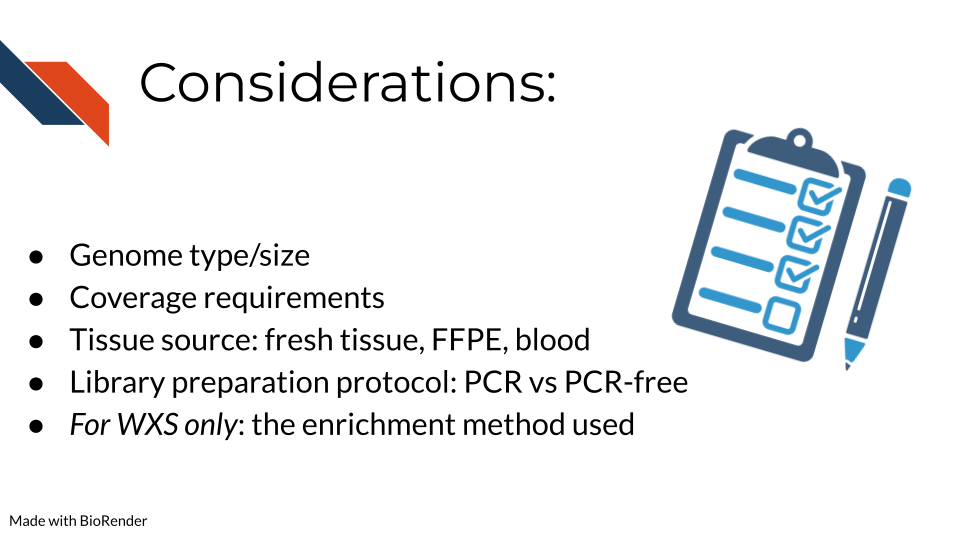 Considerations:
● Genome type/size
● Coverage requirements
● Tissue source: fresh tissue, FFPE, blood
● Library preparation protocol: PCR vs PCR-free
● For WXS only: the enrichment method used
Made with BioRender